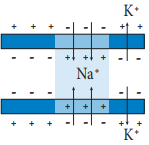 K⁺
+ + + - - - + +
- - - + + + - -
Na⁺
- - - - - - - -
+ + +
+ + + - - - + +
K⁺